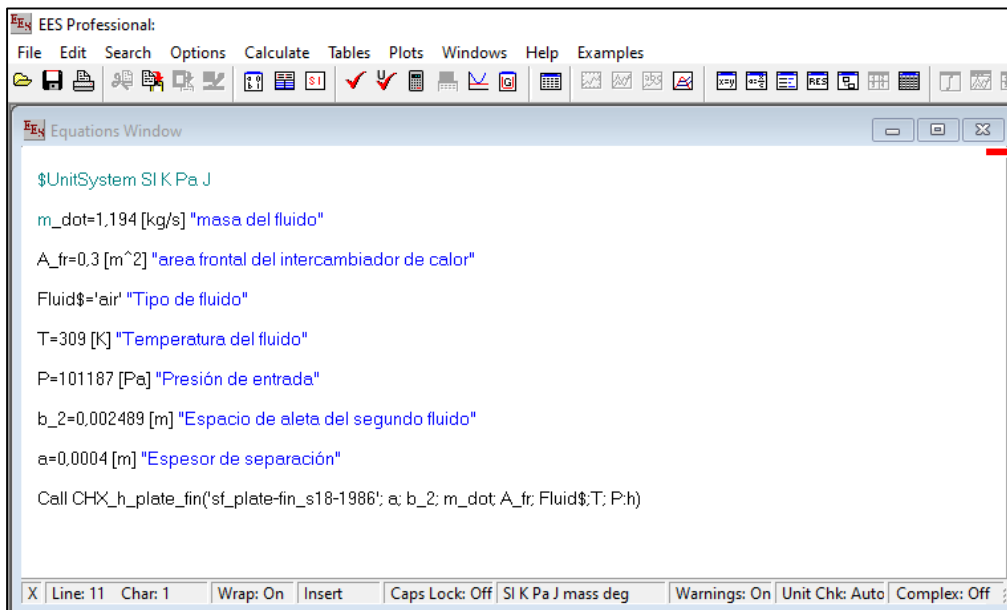 EES Professional:
File Edit Search Options Calculate Tables Plots Windows Help Examples
Equations Window
$UnitSystem SI K Pa J
m_dot=1,194 [kg/s] "masa del fluido"
A_fr=0,3 [m^2] "area frontal del intercambiador de calor"
Fluid$='air' "Tipo de fluido"
T=309 [K] "Temperatura del fluido"
P=101187 [Pa] "Presión de entrada"
b_2=0,002489 [m] "Espacio de aleta del segundo fluido"
a=0,0004 [m] "Espesor de separación"
Call CHX_h_plate_fin('sf_plate-fin_s18-1986'; a; b_2; m_dot; A_fr; Fluid$;T; P:h)
X Line: 11 Char: 1 Wrap: On Insert Caps Lock: Off SI K Pa J mass deg Warnings: On Unit Chk: Auto Complex: Off